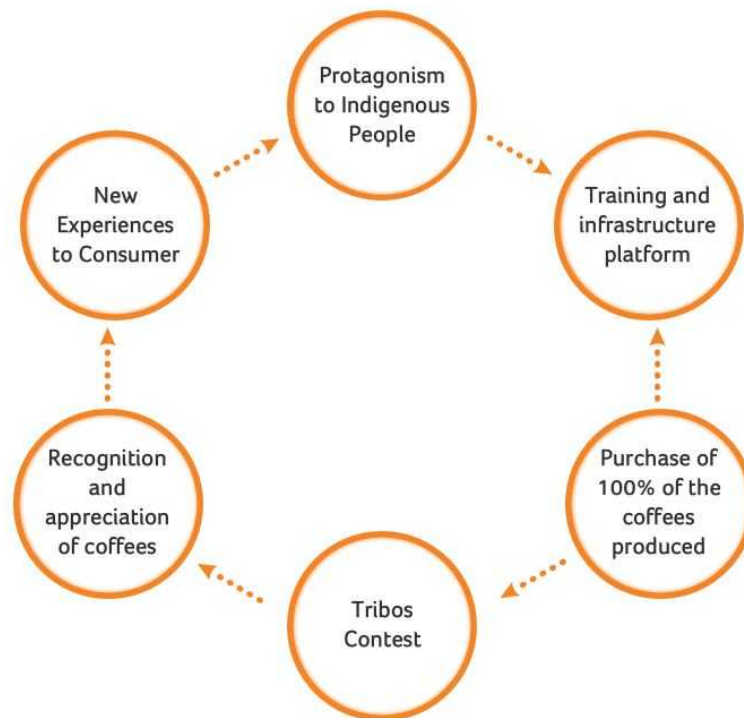 Protagonism
to Indigenous
People
Training and
infrastructure
platform
Purchase of
100% of the
coffees
produced
Tribos
Contest
Recognition
and
appreciation
of coffees
New
Experiences
to Consumer